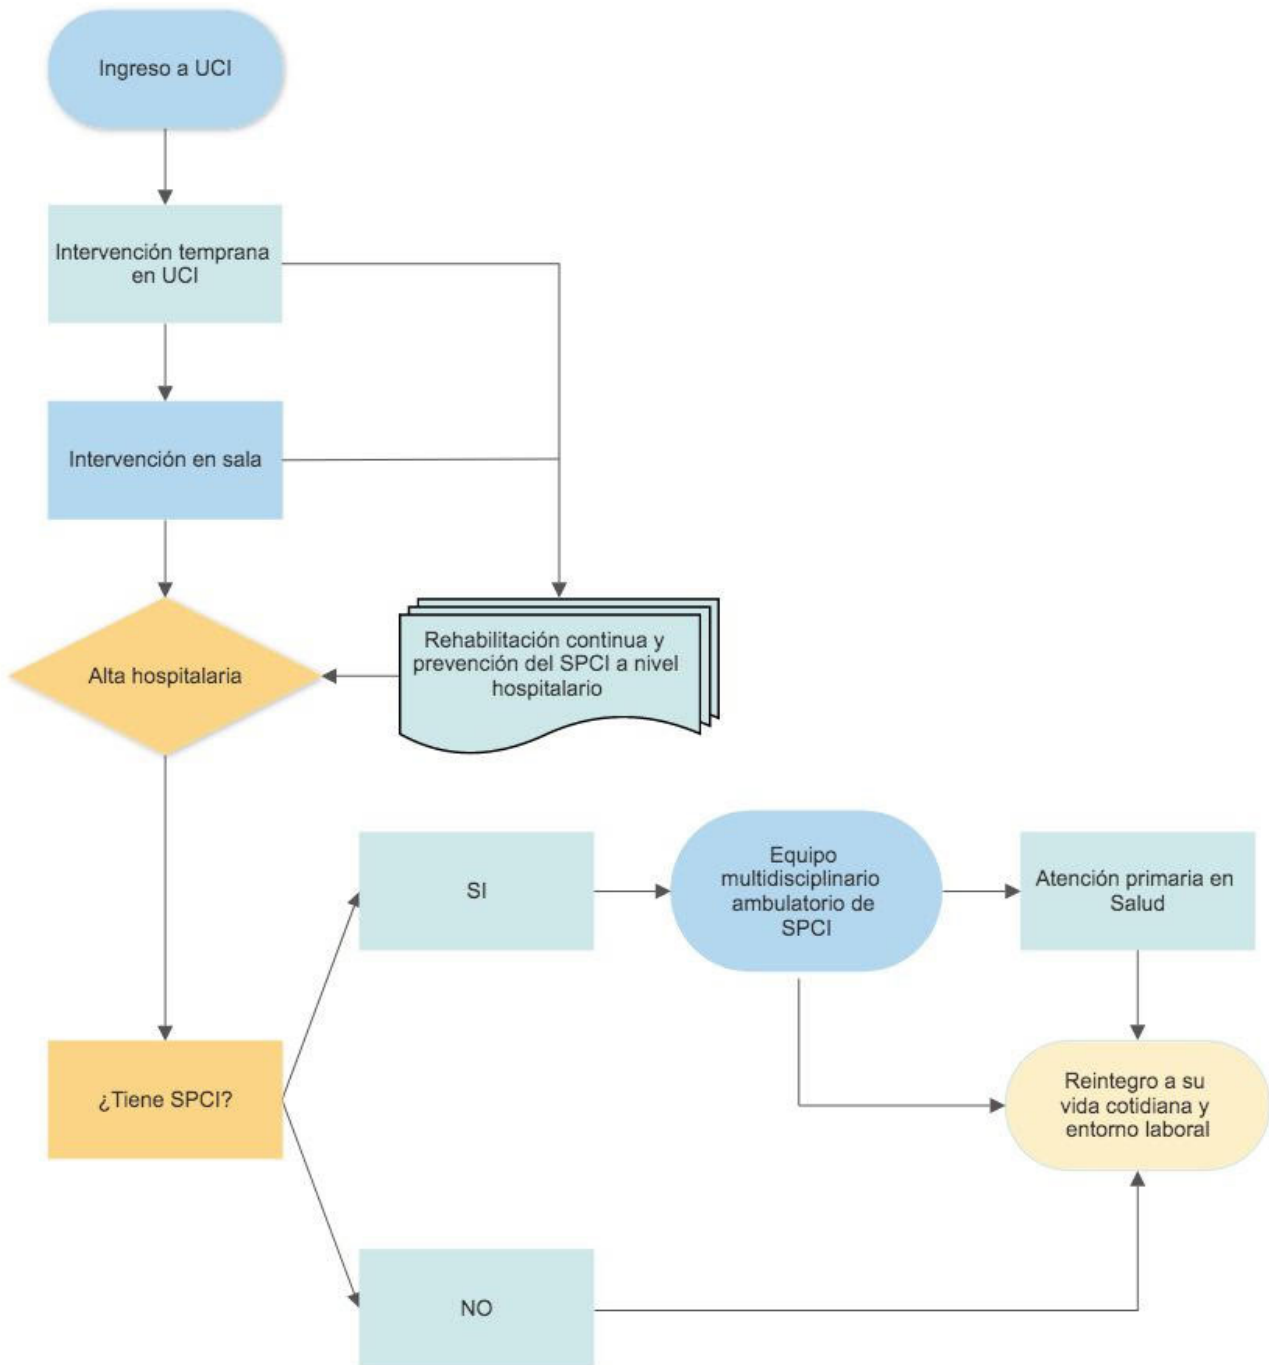 Ingreso a UCI
Intervención temprana
en UCI
Intervención en sala
Alta hospitalaria
Rehabilitación continua y
prevención del SPCI a nivel
hospitalario
SI
Equipo
multidisciplinario
ambulatorio de
SPCI
Atención primaria en
Salud
¿Tiene SPCI?
Reintegro a su
vida cotidiana y
entorno laboral
NO